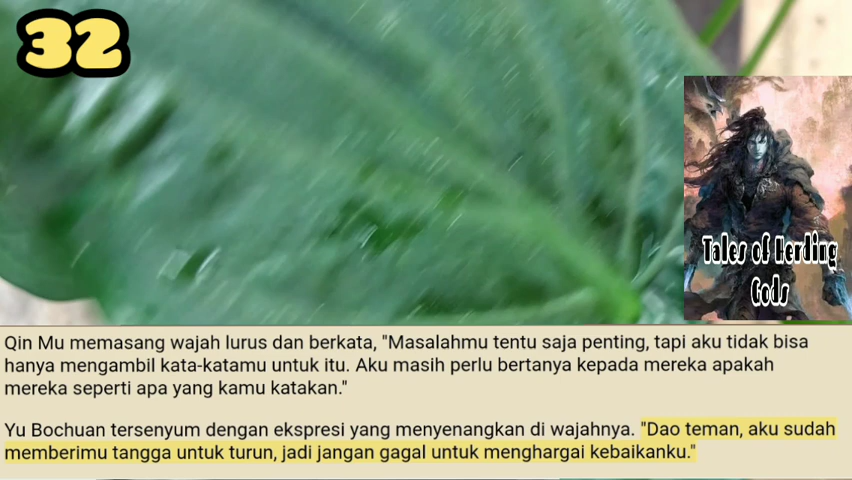 32
Tales of Herding
Gods
Qin Mu memasang wajah lurus dan berkata, "Masalahmu tentu saja penting, tapi aku tidak bisa
hanya mengambil kata-katamu untuk itu. Aku masih perlu bertanya kepada mereka apakah
mereka seperti apa yang kamu katakan."
Yu Bochuan tersenyum dengan ekspresi yang menyenangkan di wajahnya. "Dao teman, aku sudah
memberimu tangga untuk turun, jadi jangan gagal untuk menghargai kebaikanku."